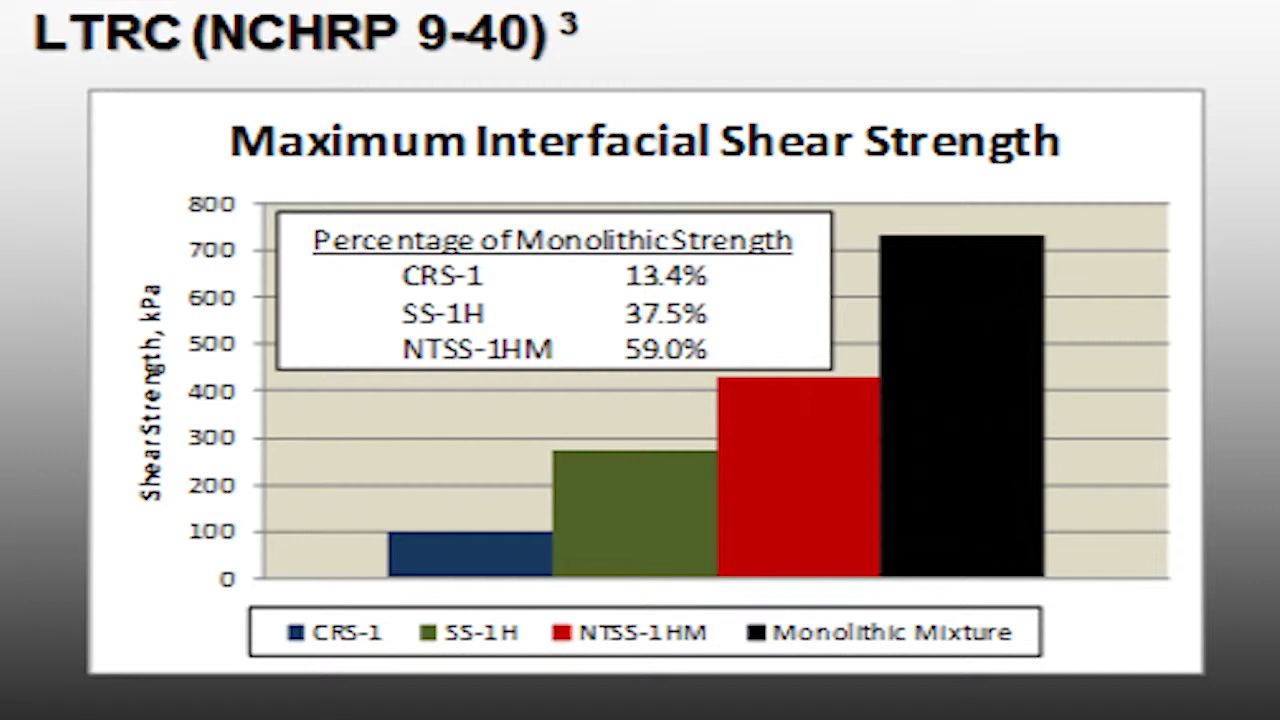 LTRC (NCHRP 9-40) ³
Maximum Interfacial Shear Strength
Shear Strength, kPa
800
700
600
500
400
300
200
100
0
Percentage of Monolithic Strength
CRS-1 13.4%
SS-1H 37.5%
NTSS-1HM 59.0%
CRS-1 SS-1H NTSS-1HM Monolithic Mixture